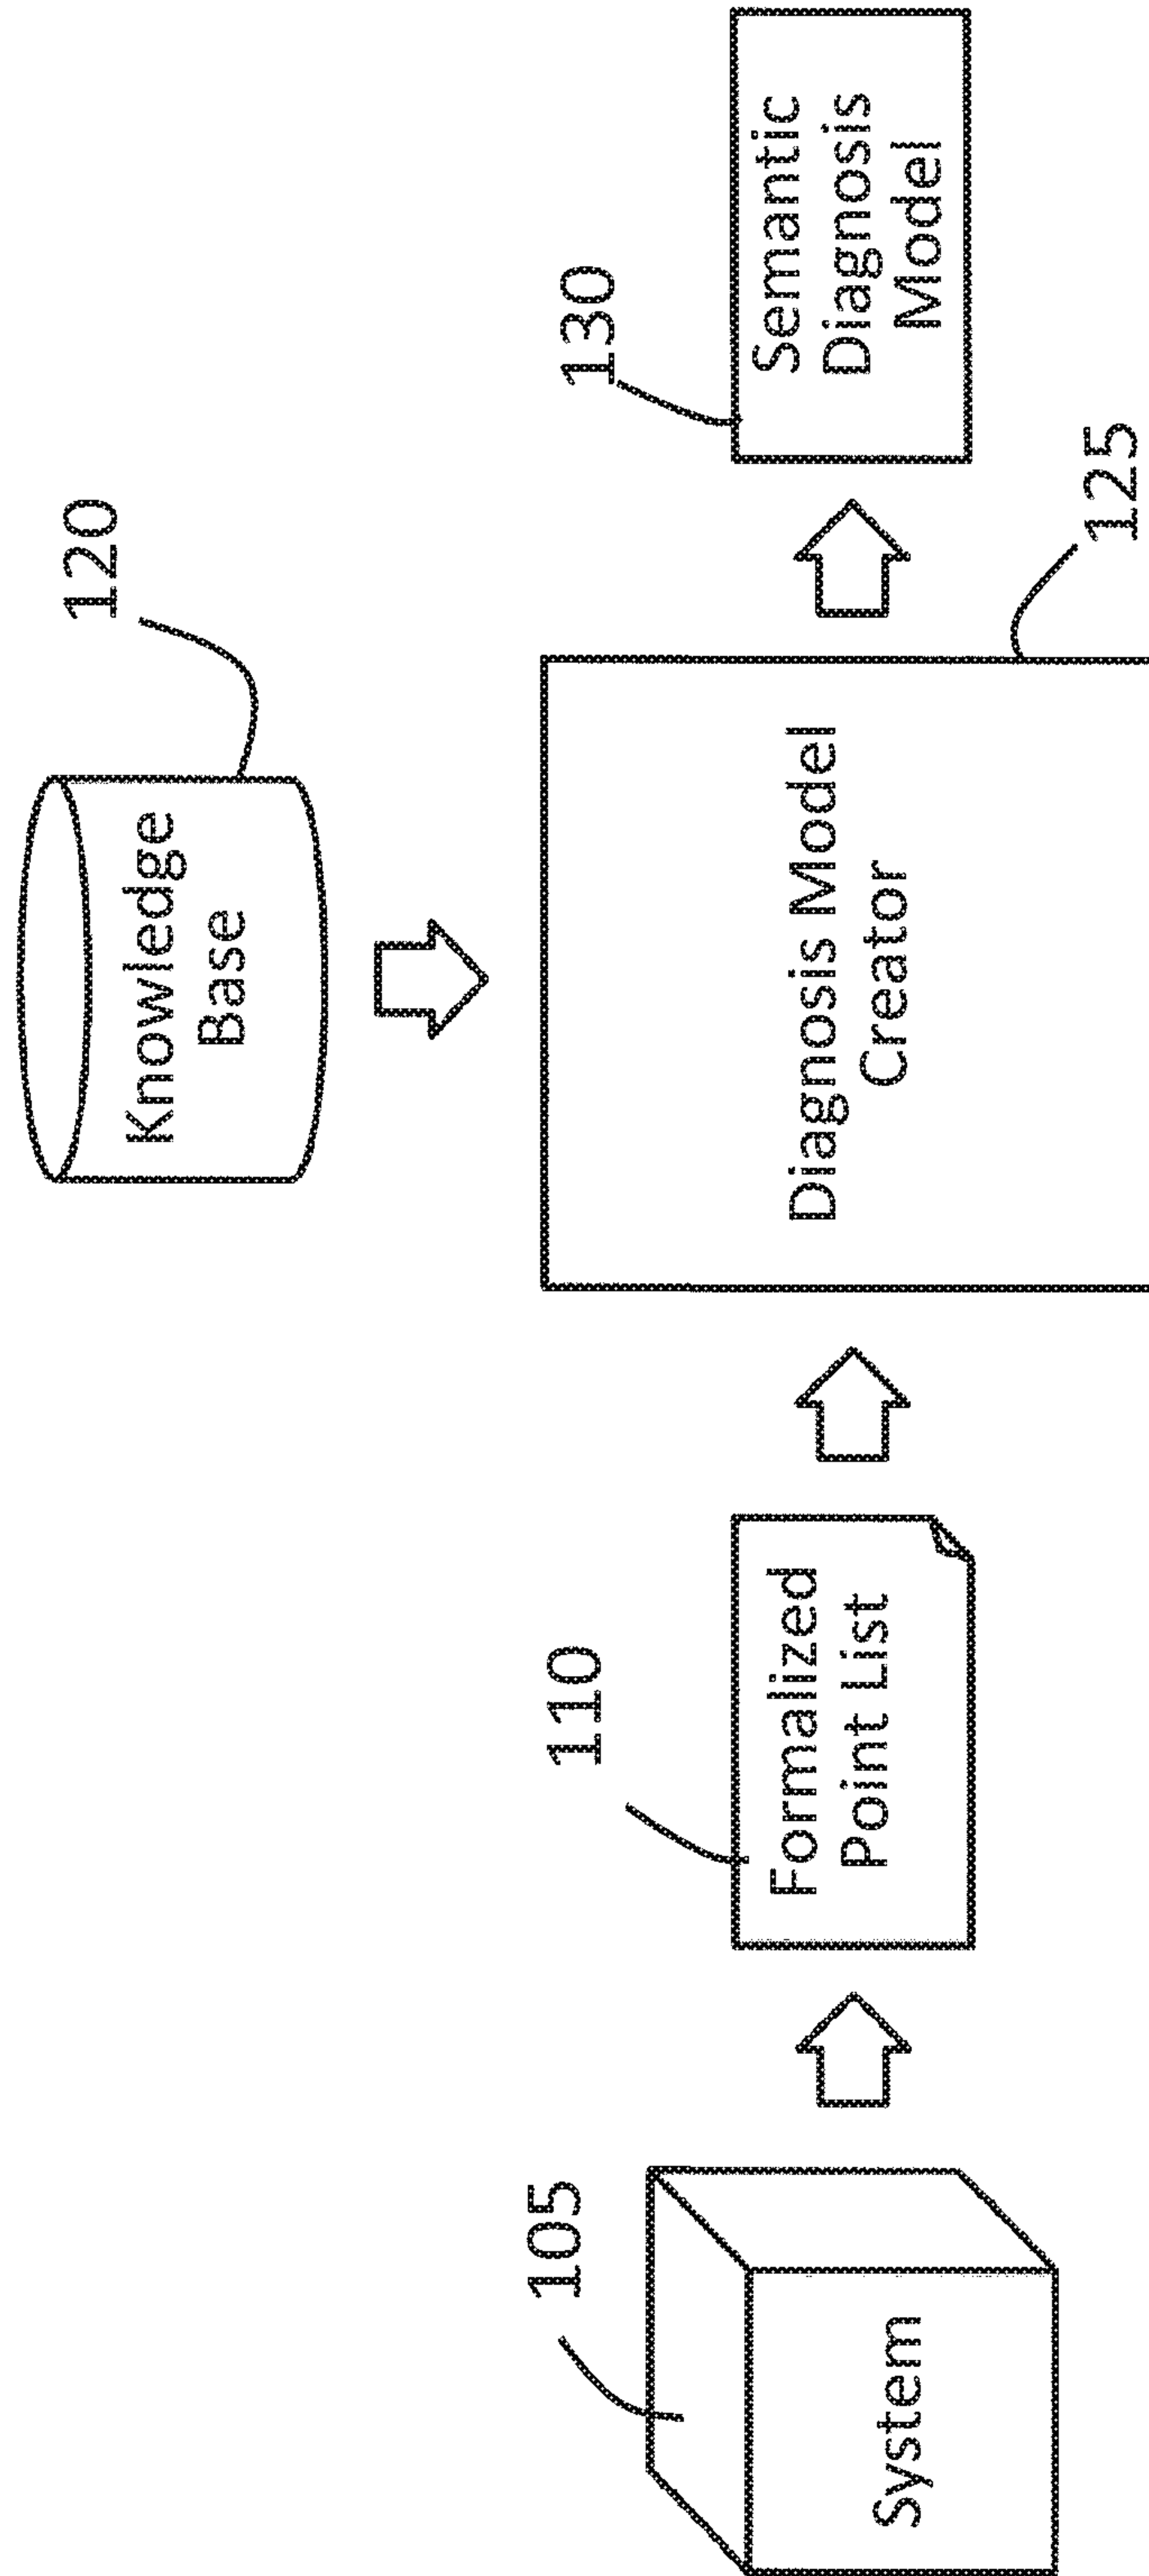 120
Knowledge
Base
105
System
110
Formalized
Point List
Diagnosis Model
Creator
125
130
Semantic
Diagnosis
Model